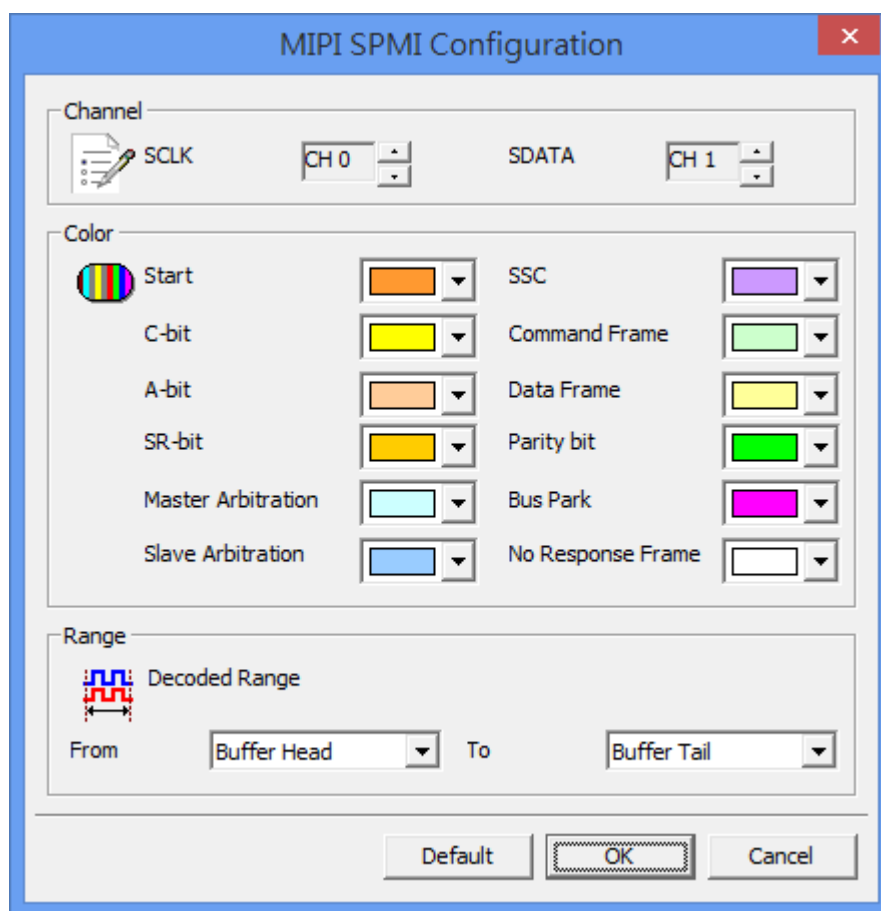 MIPI SPMI Configuration
Channel
SCLK CH 0 SDATA CH 1
Color
Start SSC
C-bit Command Frame
A-bit Data Frame
SR-bit Parity bit
Master Arbitration Bus Park
Slave Arbitration No Response Frame
Range
Decoded Range
From Buffer Head To Buffer Tail
Default OK Cancel